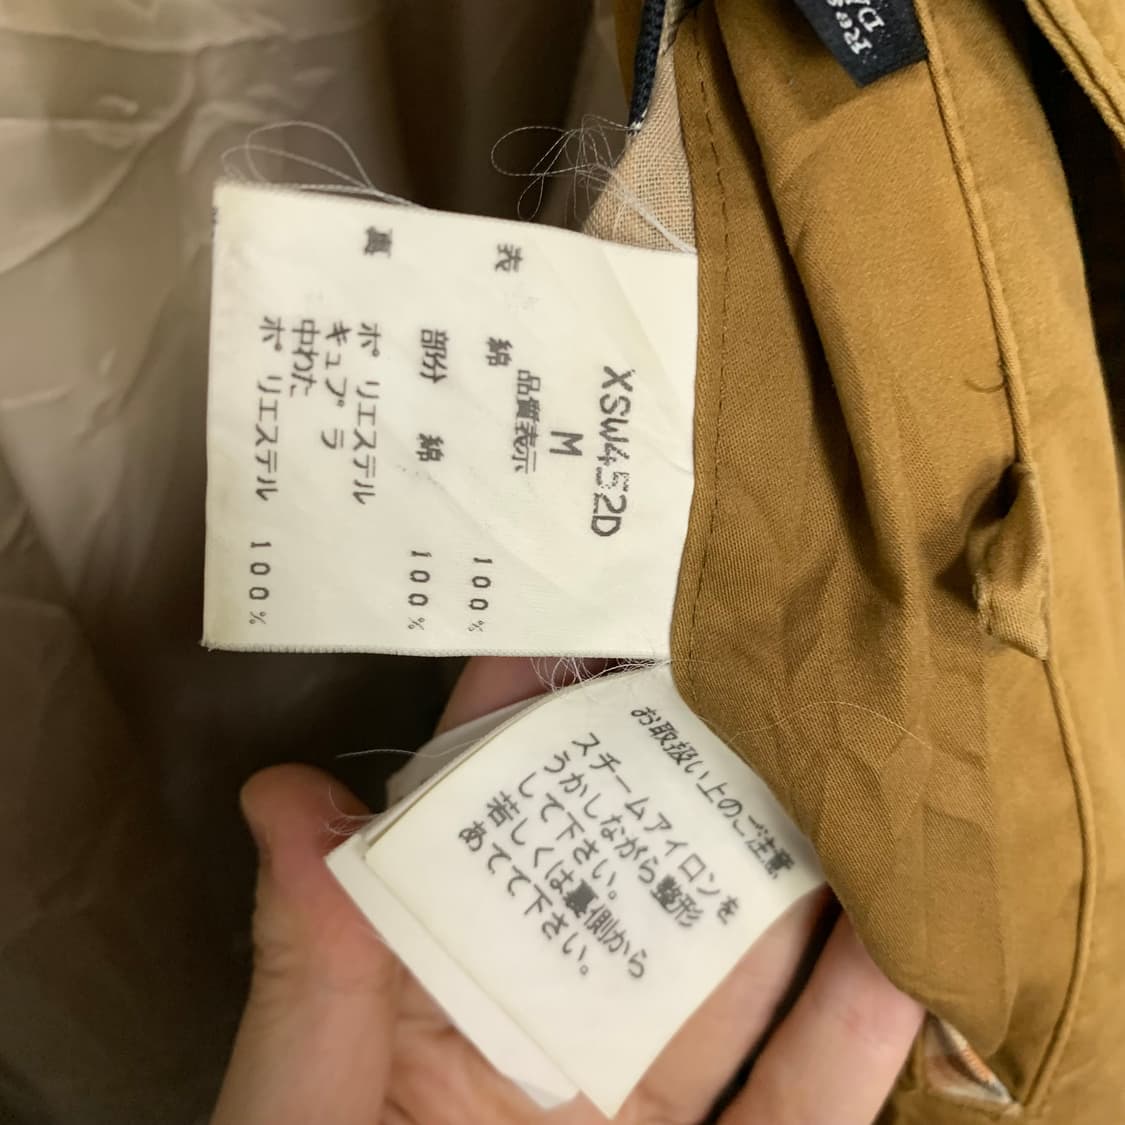 XSW452D
M
品質表示
表 綿 100%
部分 綿 100%
裏 ポリエステル
キュプラ
中わた
ポリエステル 100%
お取扱い上のご注意
スチームアイロンを
うかしながら整形
して下さい。
若しくは裏側から
あてて下さい。